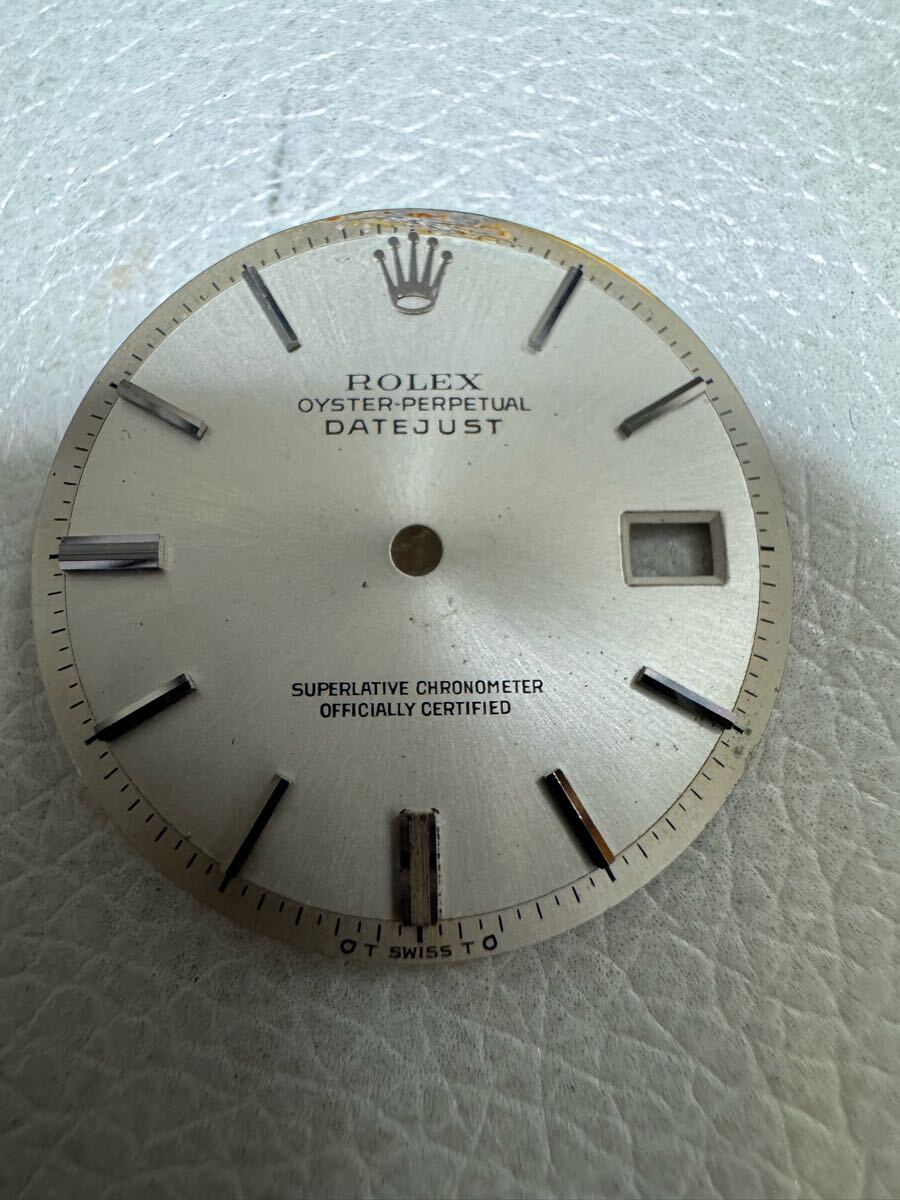 ROLEX
OYSTER-PERPETUAL
DATEJUST
SUPERLATIVE CHRONOMETER
OFFICIALLY CERTIFIED
σ T SWISS T σ